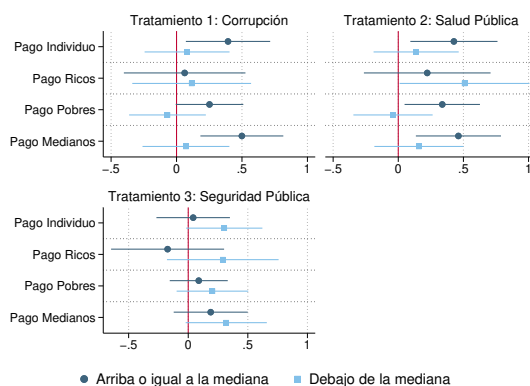 Tratamiento 1: Corrupción
Pago Individuo
Pago Ricos
Pago Pobres
Pago Medianos
-.5 0 .5 1
Tratamiento 2: Salud Pública
-.5 0 .5 1
Tratamiento 3: Seguridad Pública
Pago Individuo
Pago Ricos
Pago Pobres
Pago Medianos
-.5 0 .5 1
Arriba o igual a la mediana Debajo de la mediana